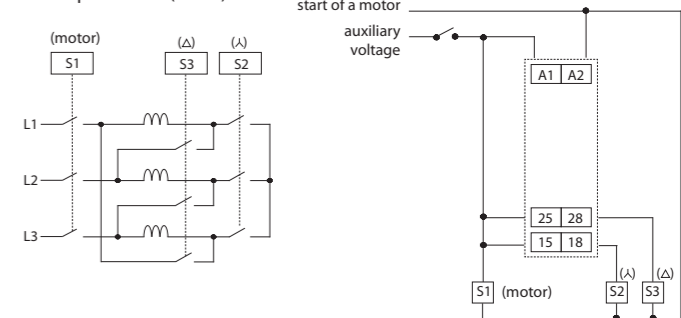 start of a motor
auxiliary
voltage
(motor)
S1
(△)
S3
(⅄)
S2
L1
L2
L3
A1 A2
25 28
15 18
S1 (motor)
(⅄)
S2
(△)
S3